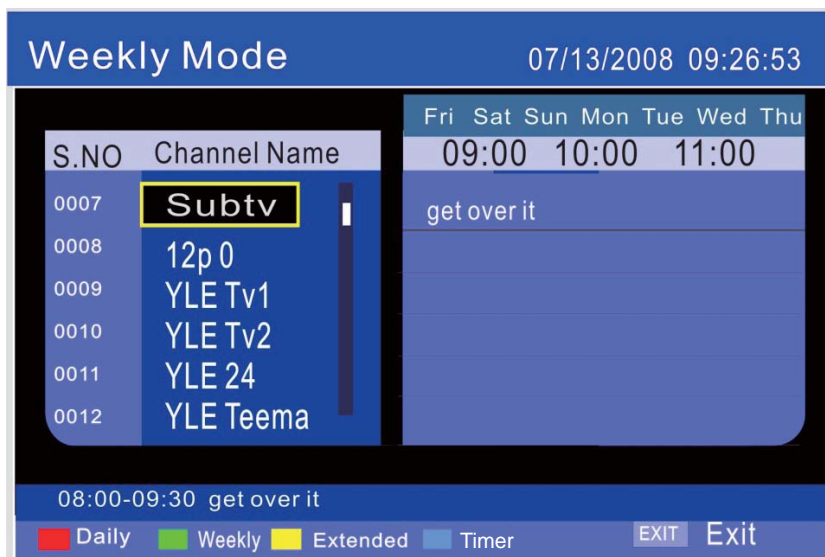 Weekly Mode 07/13/2008 09:26:53
Fri Sat Sun Mon Tue Wed Thu
S.NO Channel Name 09:00 10:00 11:00
0007 Subtv get over it
0008 12p 0
0009 YLE Tv1
0010 YLE Tv2
0011 YLE 24
0012 YLE Teema
08:00-09:30 get over it
Daily Weekly Extended Timer EXIT Exit